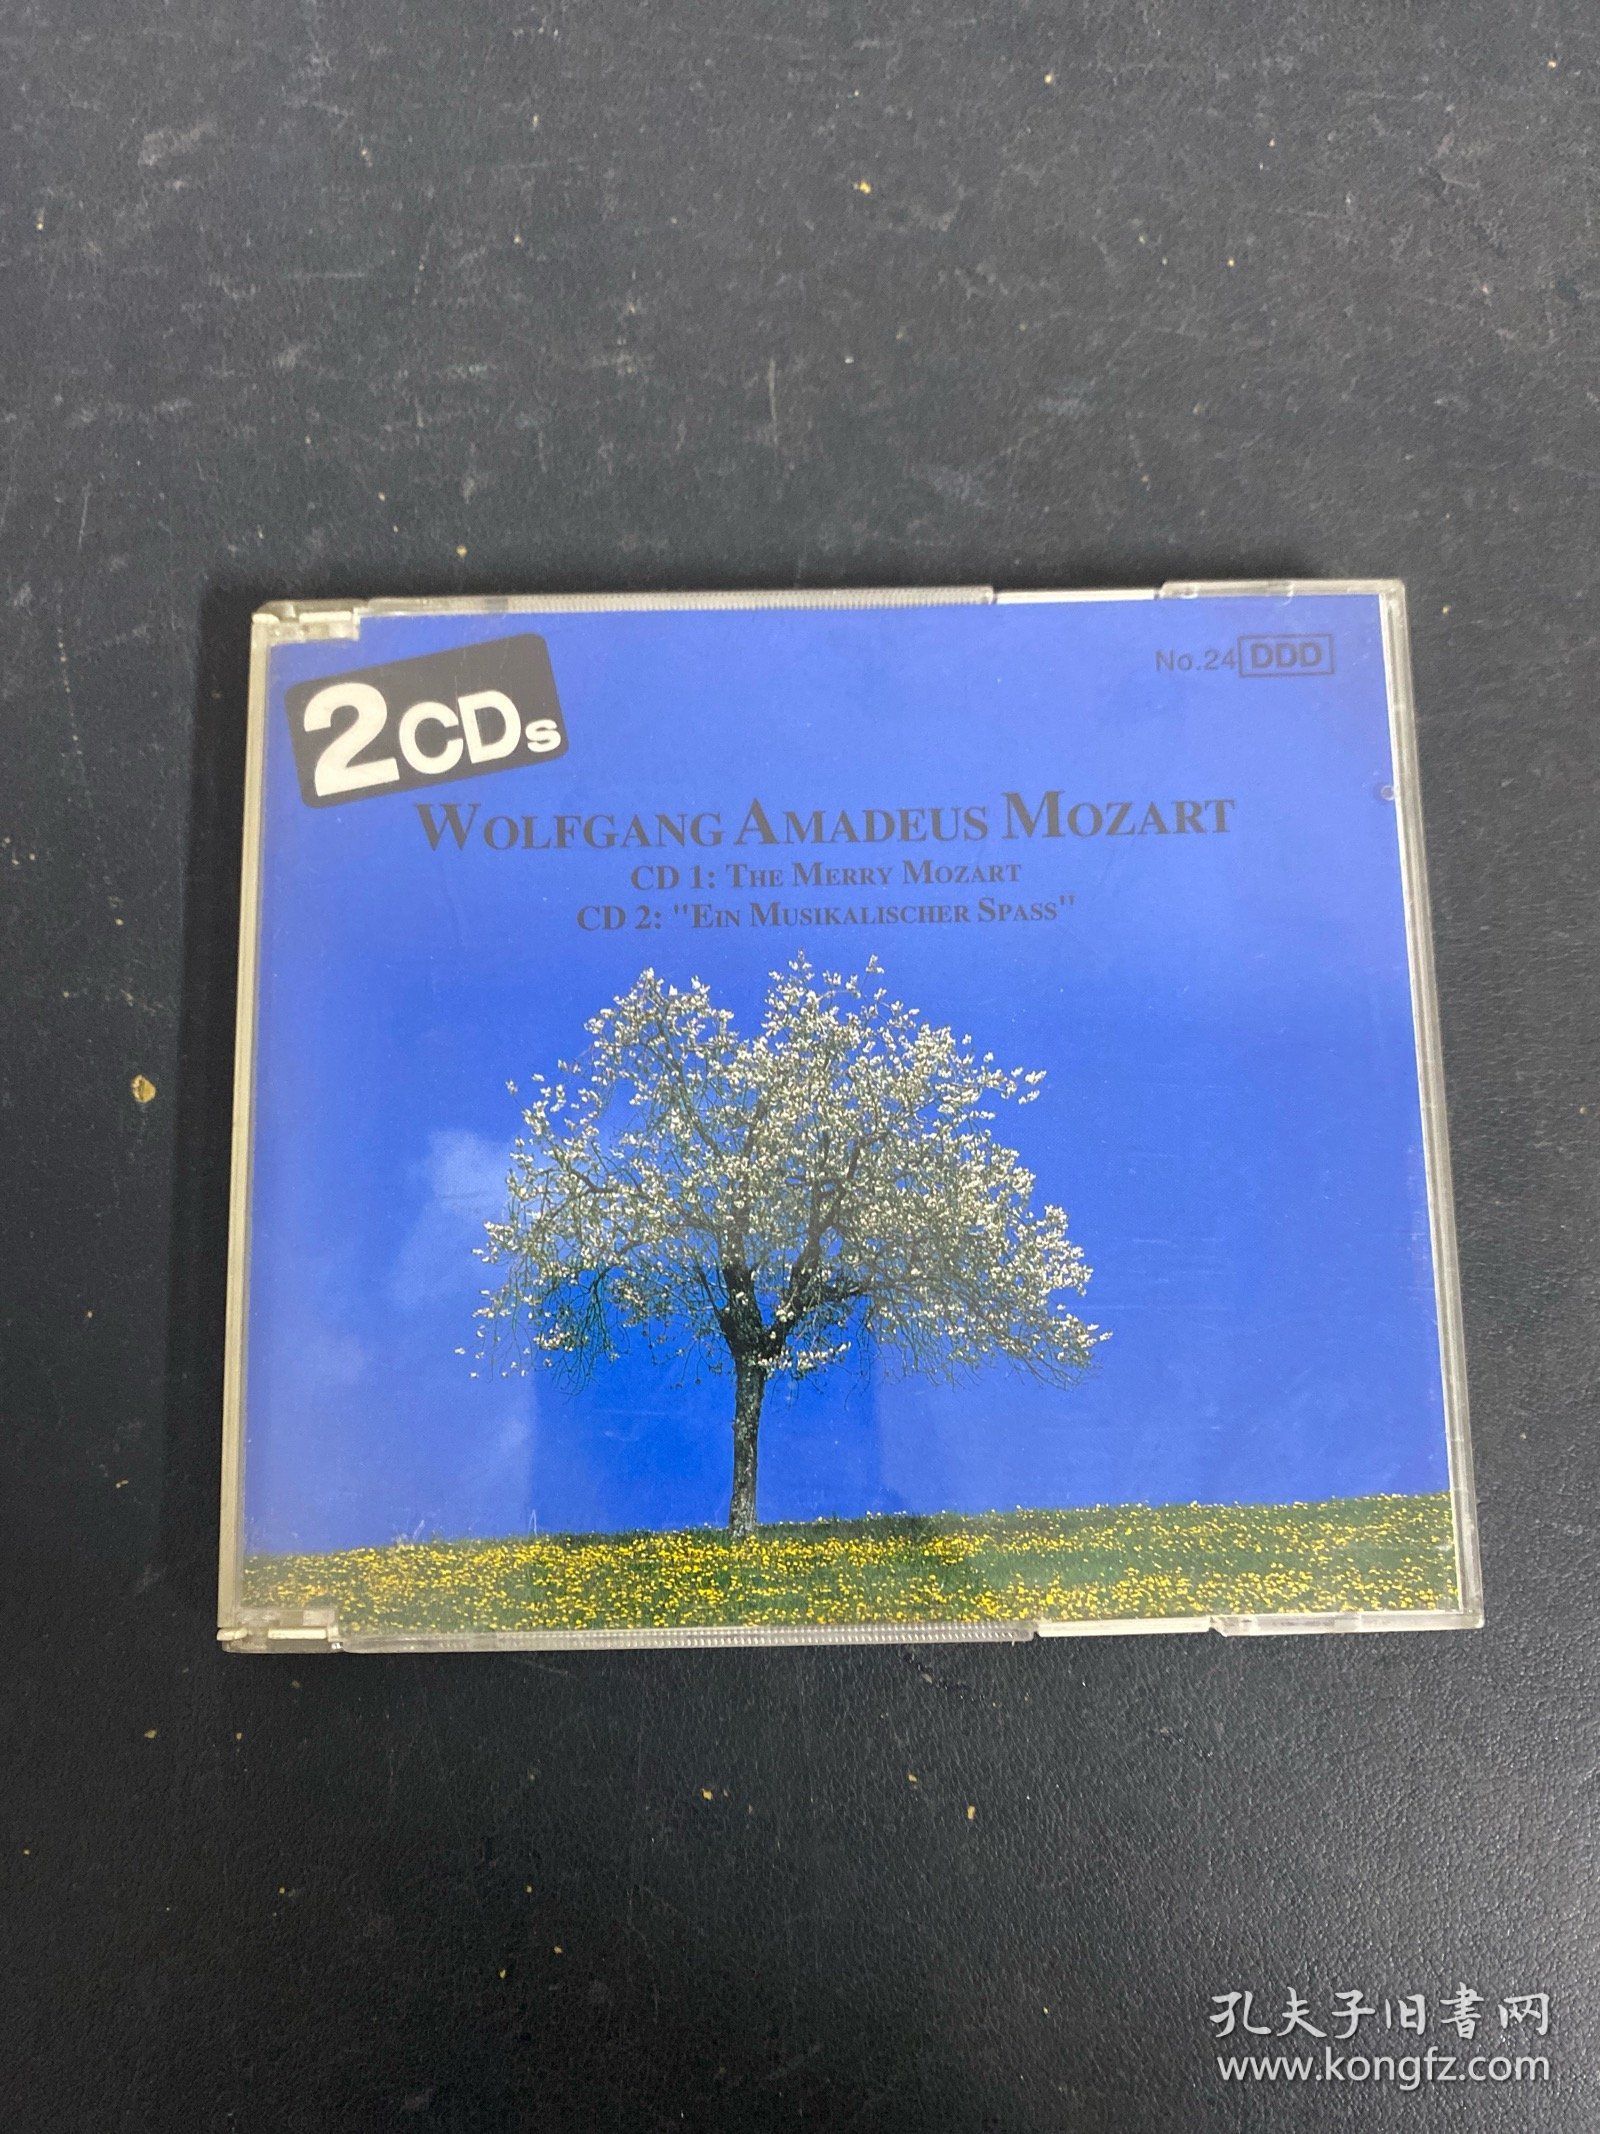 2CDs
No.24 DDD
WOLFGANG AMADEUS MOZART
CD 1: THE MERRY MOZART
CD 2: "EIN MUSIKALISCHER SPASS"
孔夫子旧书网
www.kongfz.com